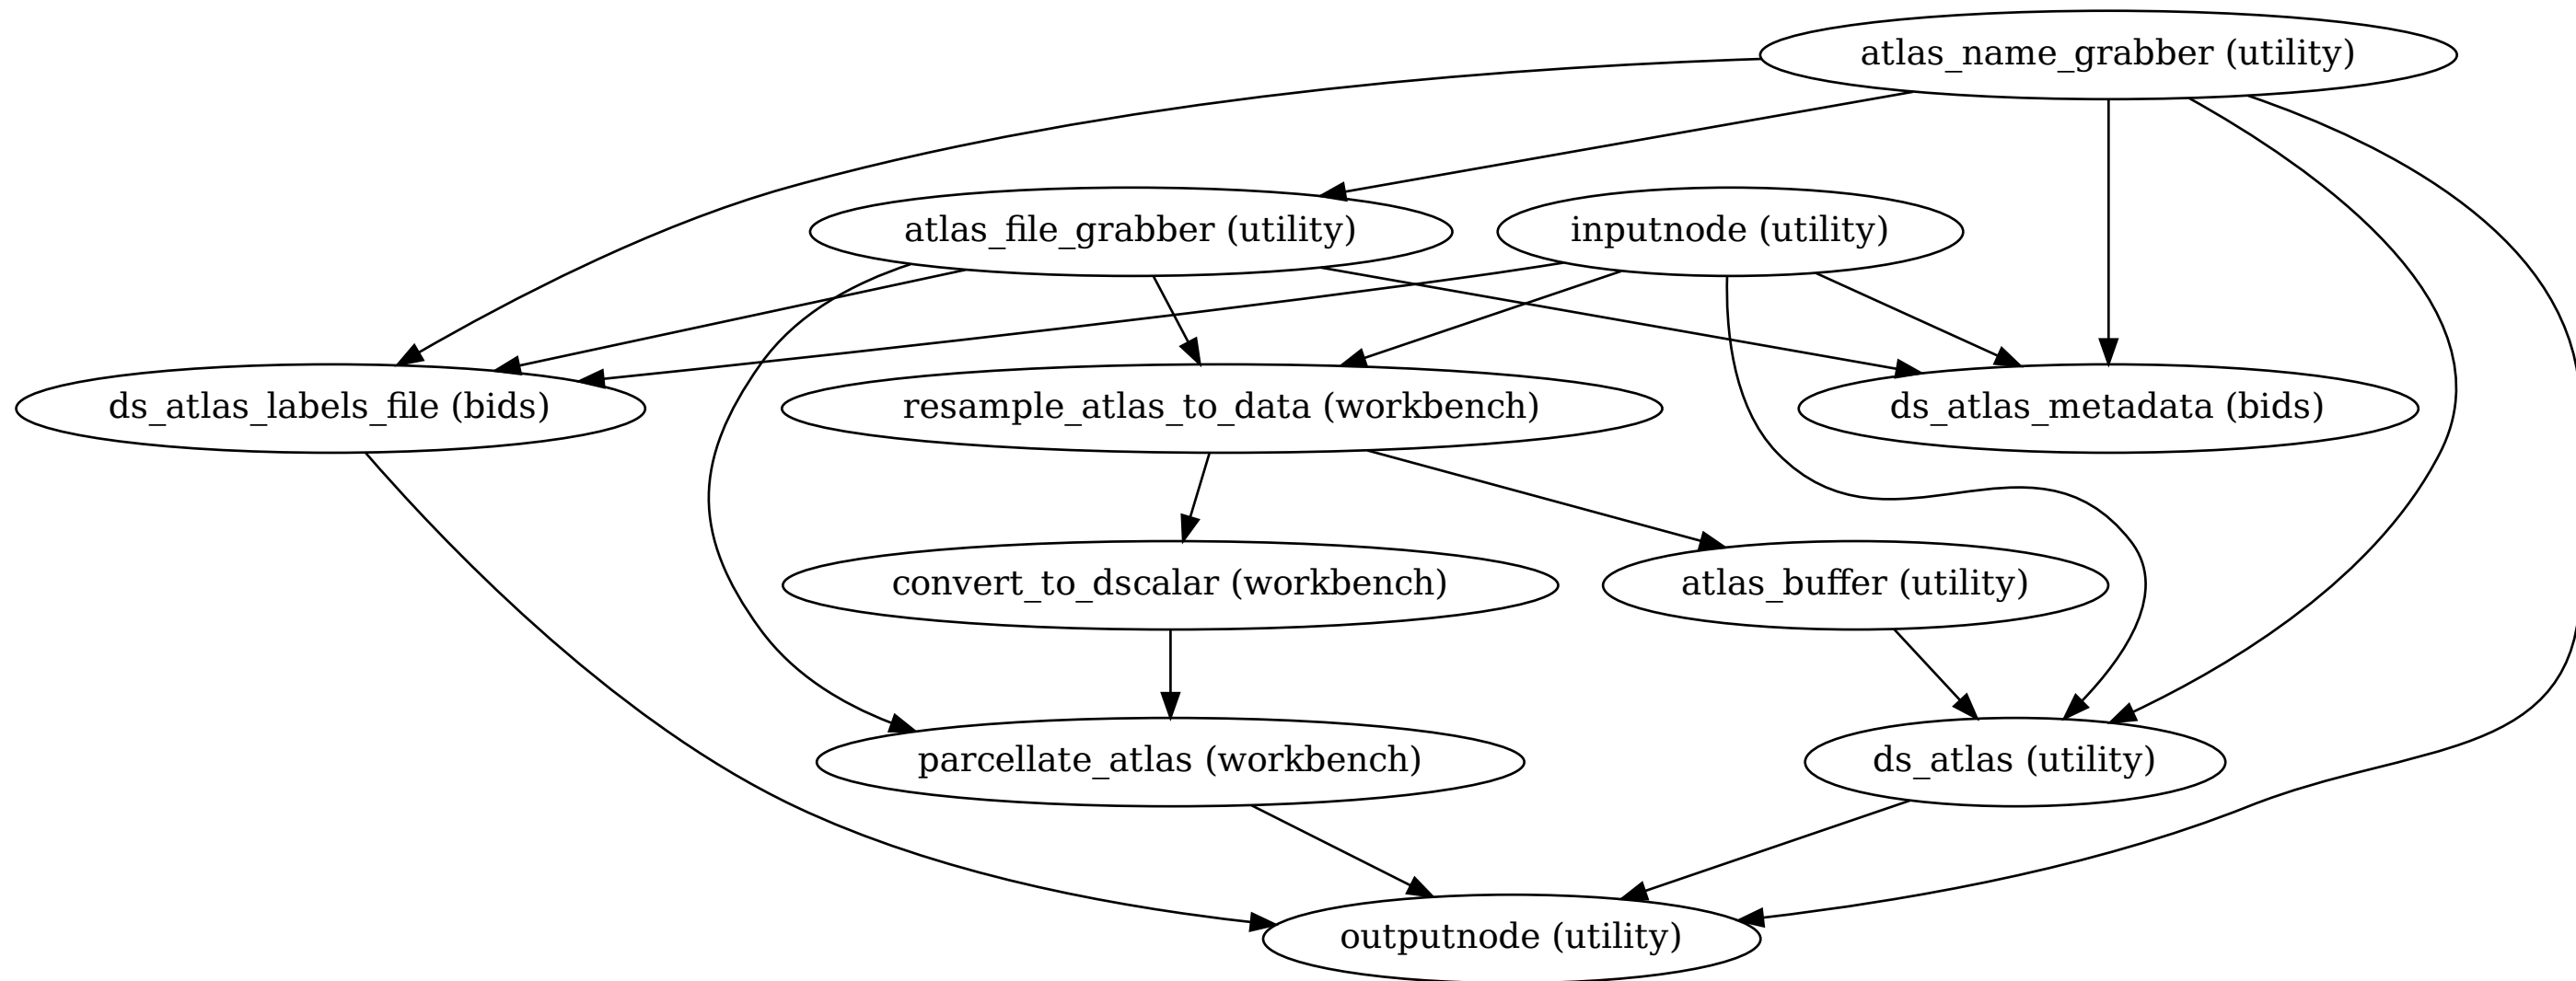 atlas_name_grabber (utility)
atlas_file_grabber (utility)
inputnode (utility)
ds_atlas_labels_file (bids)
resample_atlas_to_data (workbench)
ds_atlas_metadata (bids)
convert_to_dscalar (workbench)
atlas_buffer (utility)
parcellate_atlas (workbench)
ds_atlas (utility)
outputnode (utility)